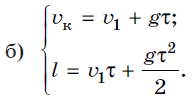 б) { υк = υ1 + gτ;
l = υ1τ + gτ²/2.